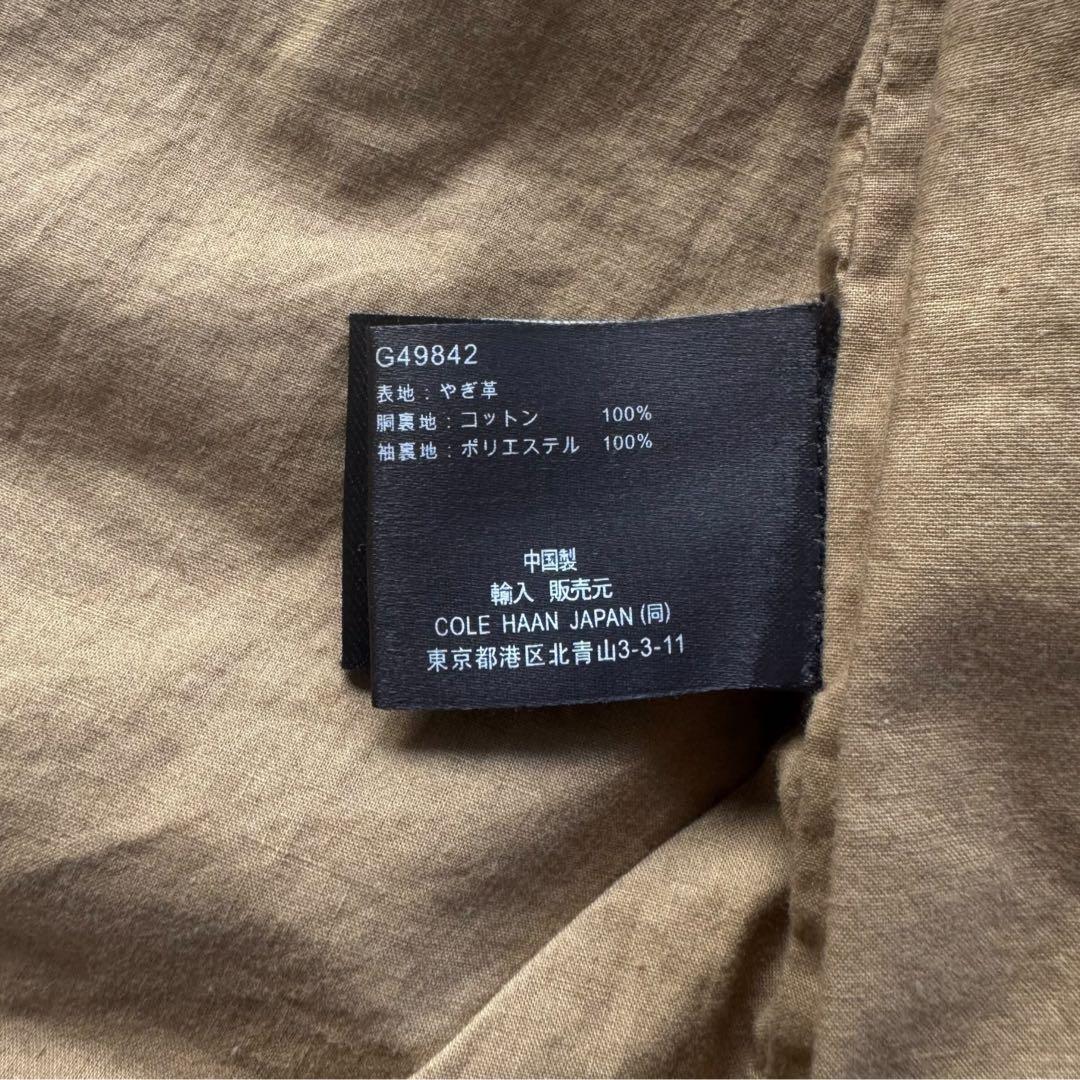 G49842
表地：やぎ革
胴裏地：コットン 100%
袖裏地：ポリエステル 100%
中国製
輸入 販売元
COLE HAAN JAPAN (同)
東京都港区北青山3-3-11